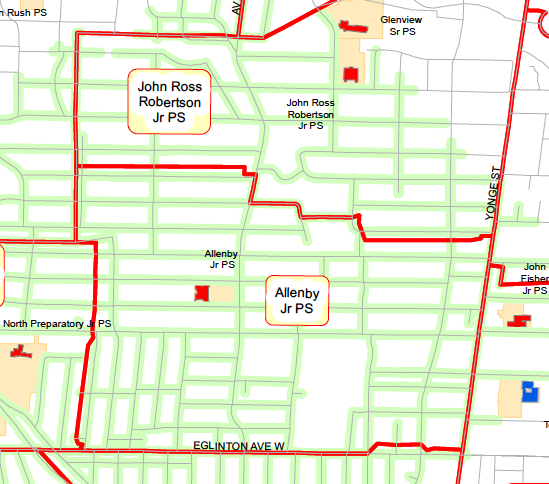 n Rush PS
AV
Glenview
Sr PS
John Ross
Robertson
Jr PS
John Ross
Robertson
Jr PS
YONGE ST
Allenby
Jr PS
Allenby
Jr PS
John
Fisher
Jr PS
North Preparatory Jr PS
EGLINTON AVE W